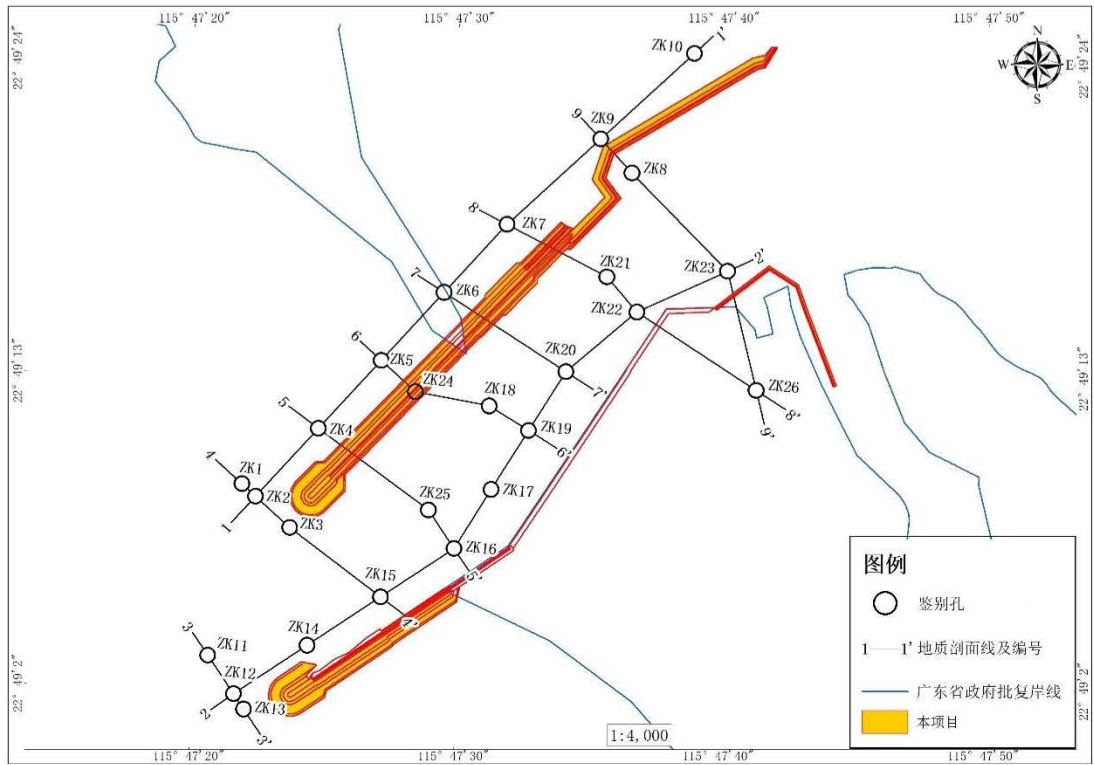 115° 47'20"
115° 47'30"
115° 47'40"
115° 47'50"
22° 49'24"
22° 49'24"
N
W
E
S
ZK10
1'
9
ZK9
ZK8
8
ZK7
ZK21
ZK23
2'
7
ZK6
ZK22
6
ZK5
ZK20
7'
22° 49'13"
22° 49'13"
ZK24
ZK18
ZK26
8'
9'
5
ZK4
ZK19
6'
4
ZK1
ZK2
1
ZK3
ZK25
ZK17
ZK16
5'
ZK15
4'
3
ZK11
ZK14
ZK12
2
ZK13
3'
22° 49'2"
22° 49'2"
图例
鉴别孔
1——1' 地质剖面线及编号
广东省政府批复岸线
本项目
1:4,000
115° 47'20"
115° 47'30"
115° 47'40"
115° 47'50"